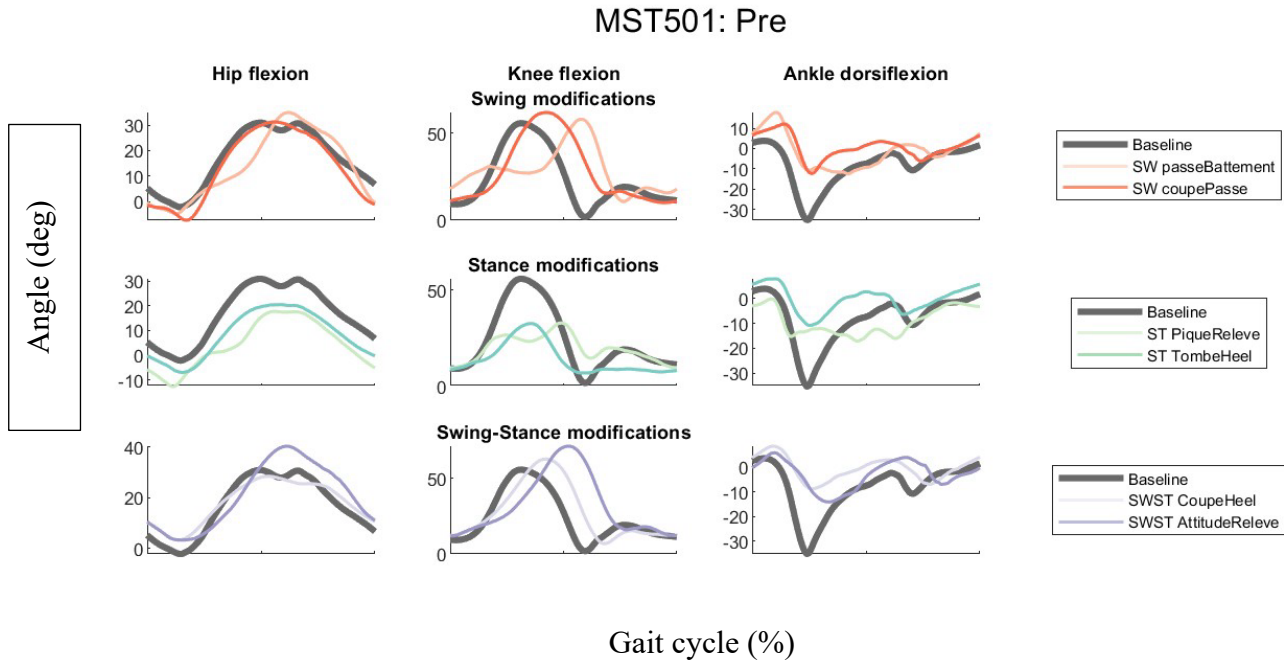 MST501: Pre
Hip flexion
Knee flexion
Ankle dorsiflexion
Swing modifications
30
20
10
0
50
0
10
0
-10
-20
-30
Baseline
SW passeBattement
SW coupePasse
Stance modifications
30
20
10
0
-10
50
0
0
-10
-20
-30
Baseline
ST PiqueReleve
ST TombeHeel
Swing-Stance modifications
40
20
0
50
0
0
-10
-20
-30
Baseline
SWST CoupeHeel
SWST AttitudeReleve
Angle (deg)
Gait cycle (%)